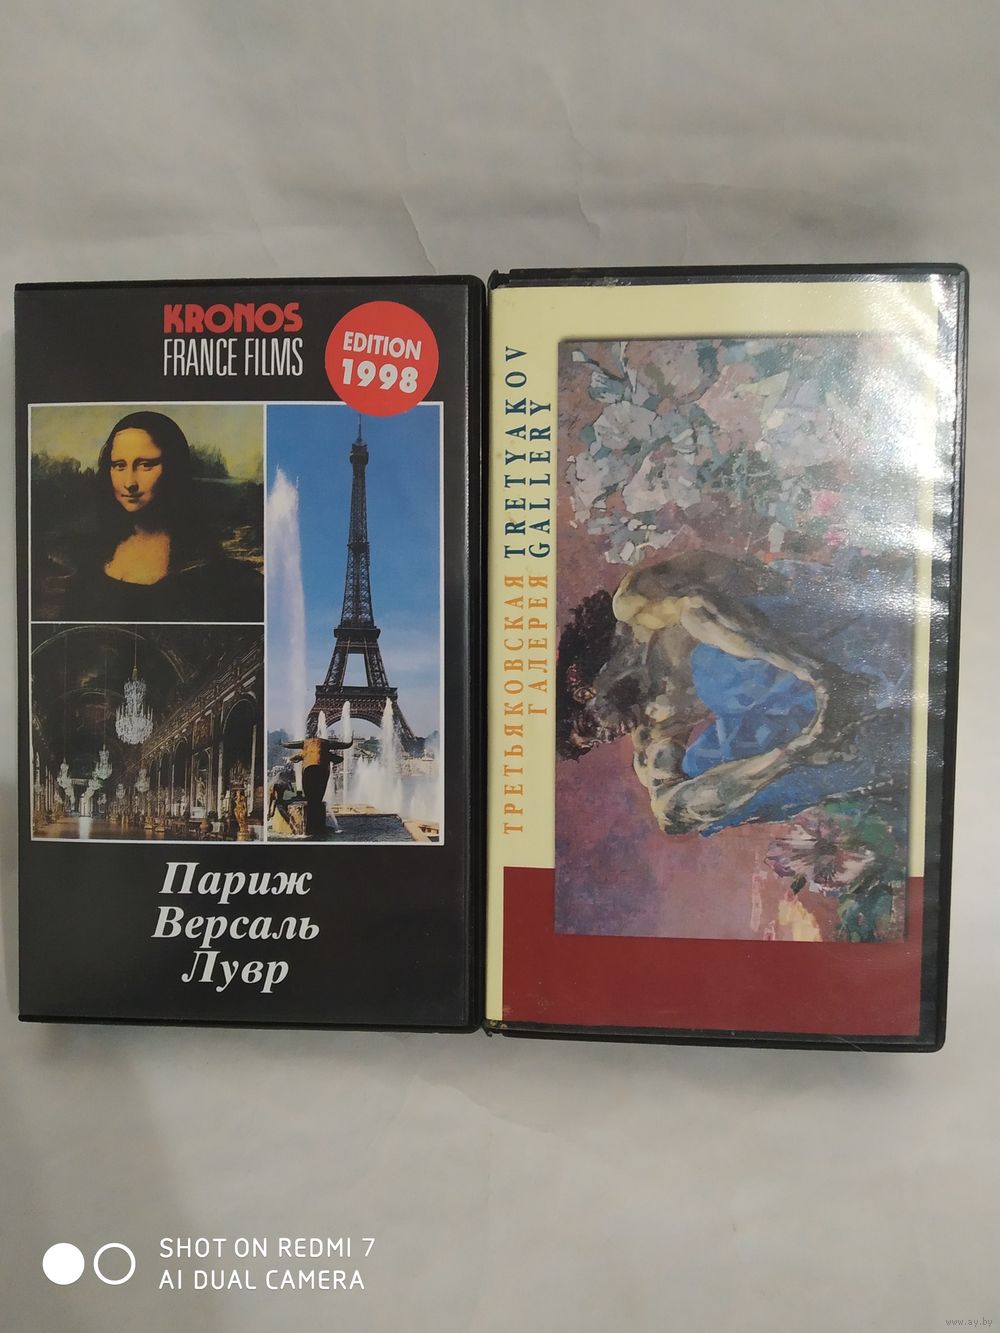 KRONOS
FRANCE FILMS
EDITION
1998
Париж
Версаль
Лувр
ТРЕТЬЯКОВСКАЯ TRETYAKOV
ГАЛЕРЕЯ GALLERY
SHOT ON REDMI 7
AI DUAL CAMERA
www.ay.by